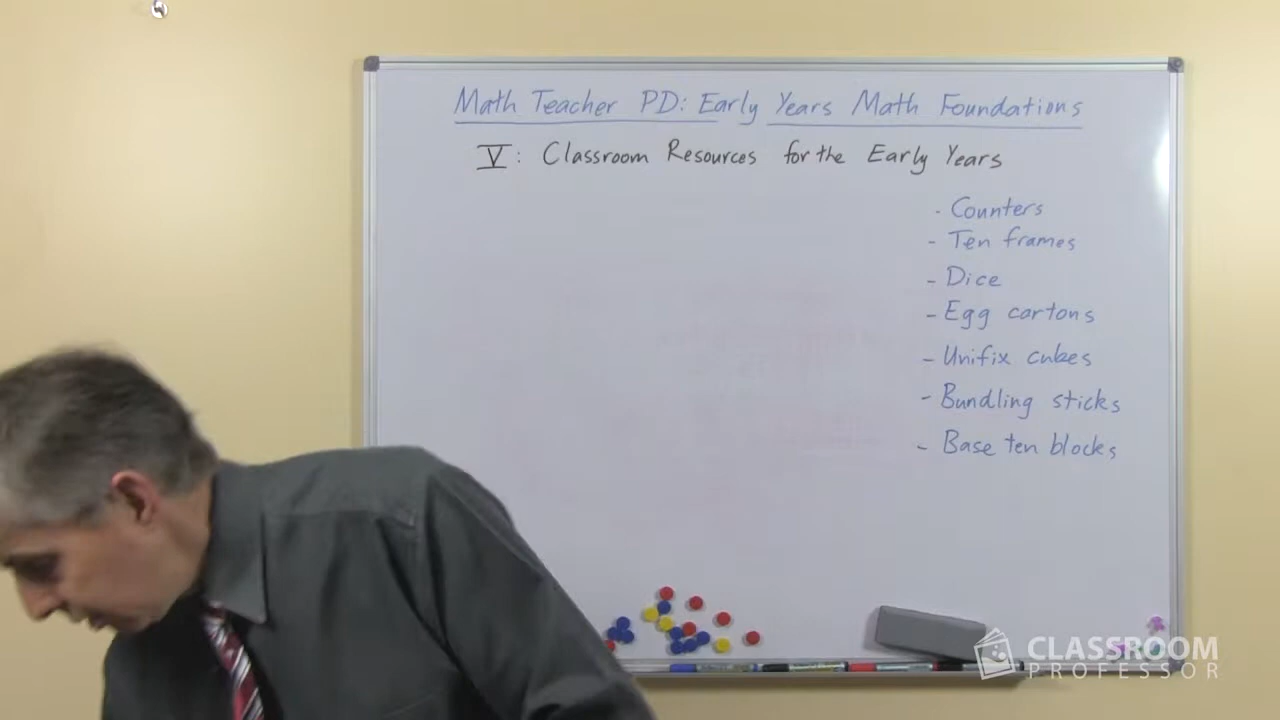 Math Teacher PD: Early Years Math Foundations
V: Classroom Resources for the Early Years
- Counters
- Ten frames
- Dice
- Egg cartons
- Unifix cubes
- Bundling sticks
- Base ten blocks
CLASSROOM
PROFESSOR